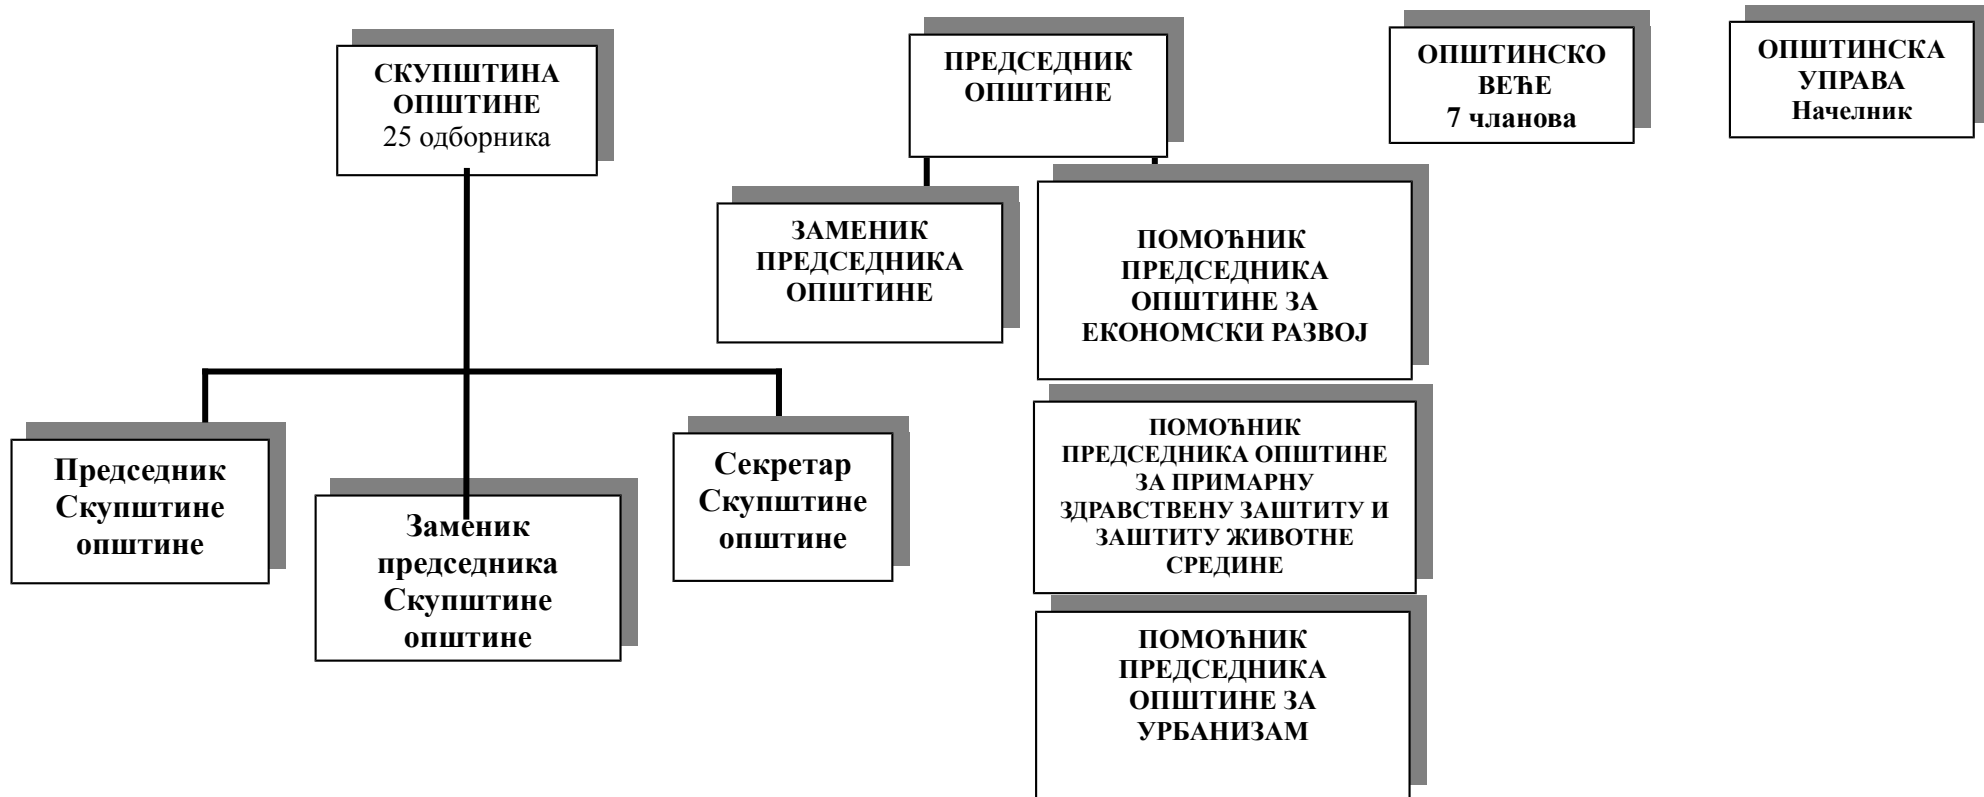 СКУПШТИНА
ОПШТИНЕ
25 одборника
ПРЕДСЕДНИК
ОПШТИНЕ
ОПШТИНСКО
ВЕЋЕ
7 чланова
ОПШТИНСКА
УПРАВА
Начелник
ЗАМЕНИК
ПРЕДСЕДНИКА
ОПШТИНЕ
ПОМОЋНИК
ПРЕДСЕДНИКА
ОПШТИНЕ ЗА
ЕКОНОМСКИ РАЗВОЈ
Председник
Скупштине
општине
Заменик
председника
Скупштине
општине
Секретар
Скупштине
општине
ПОМОЋНИК
ПРЕДСЕДНИКА ОПШТИНЕ
ЗА ПРИМАРНУ
ЗДРАВСТВЕНУ ЗАШТИТУ И
ЗАШТИТУ ЖИВОТНЕ
СРЕДИНЕ
ПОМОЋНИК
ПРЕДСЕДНИКА
ОПШТИНЕ ЗА
УРБАНИЗАМ